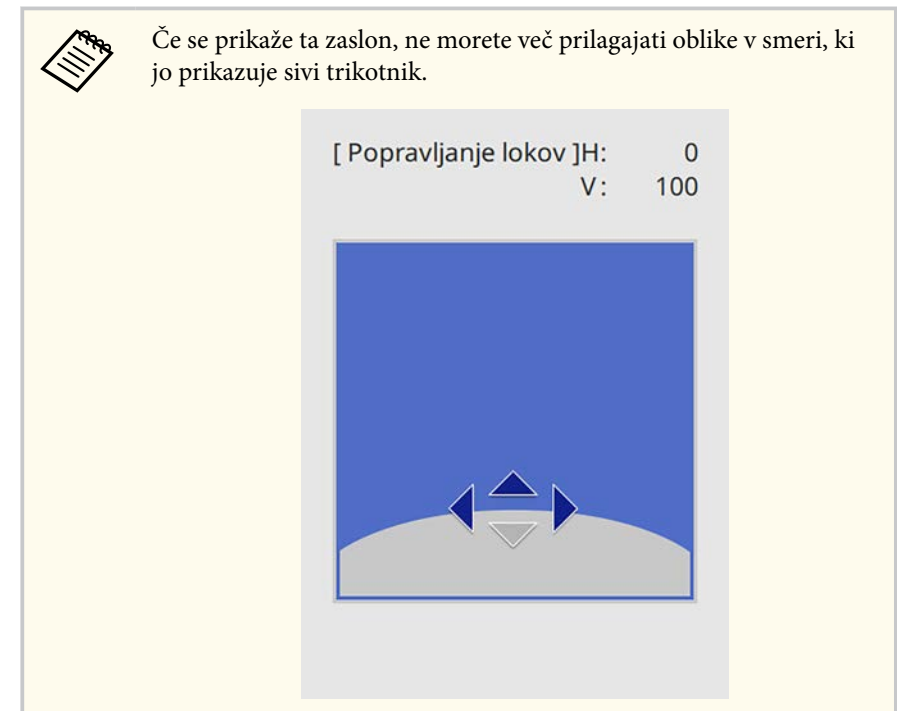 Če se prikaže ta zaslon, ne morete več prilagajati oblike v smeri, ki
jo prikazuje sivi trikotnik.
[ Popravljanje lokov ]H: 0
V: 100